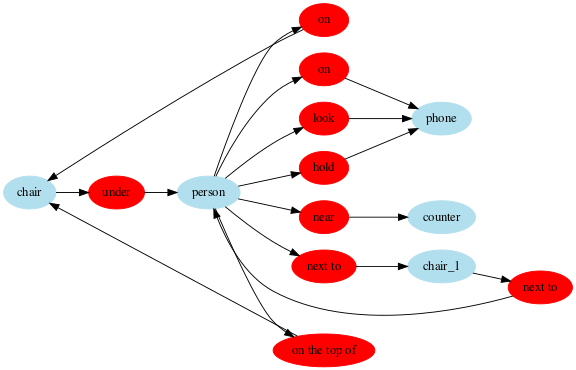 on
on
look
phone
hold
chair
under
person
near
counter
next to
chair_1
next to
on the top of